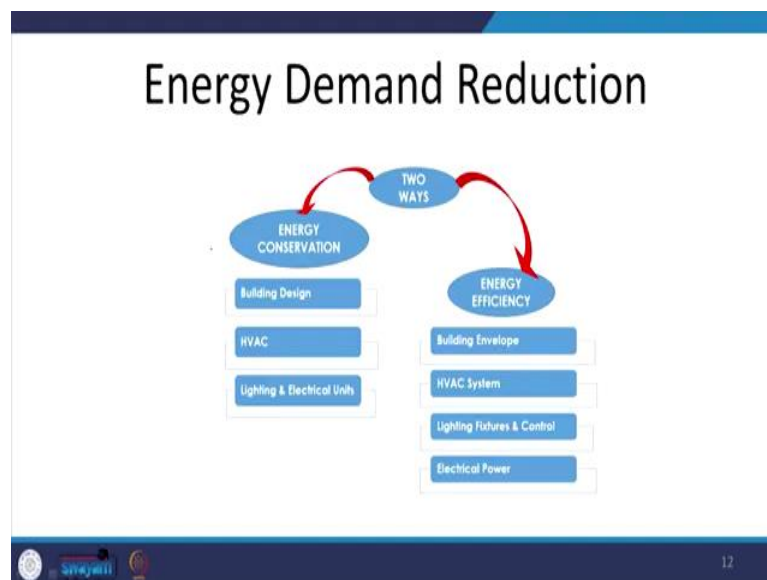 Energy Demand Reduction
TWO
WAYS
ENERGY
CONSERVATION
Building Design
HVAC
Lighting & Electrical Units
ENERGY
EFFICIENCY
Building Envelope
HVAC System
Lighting Fixtures & Control
Electrical Power
swayam
12